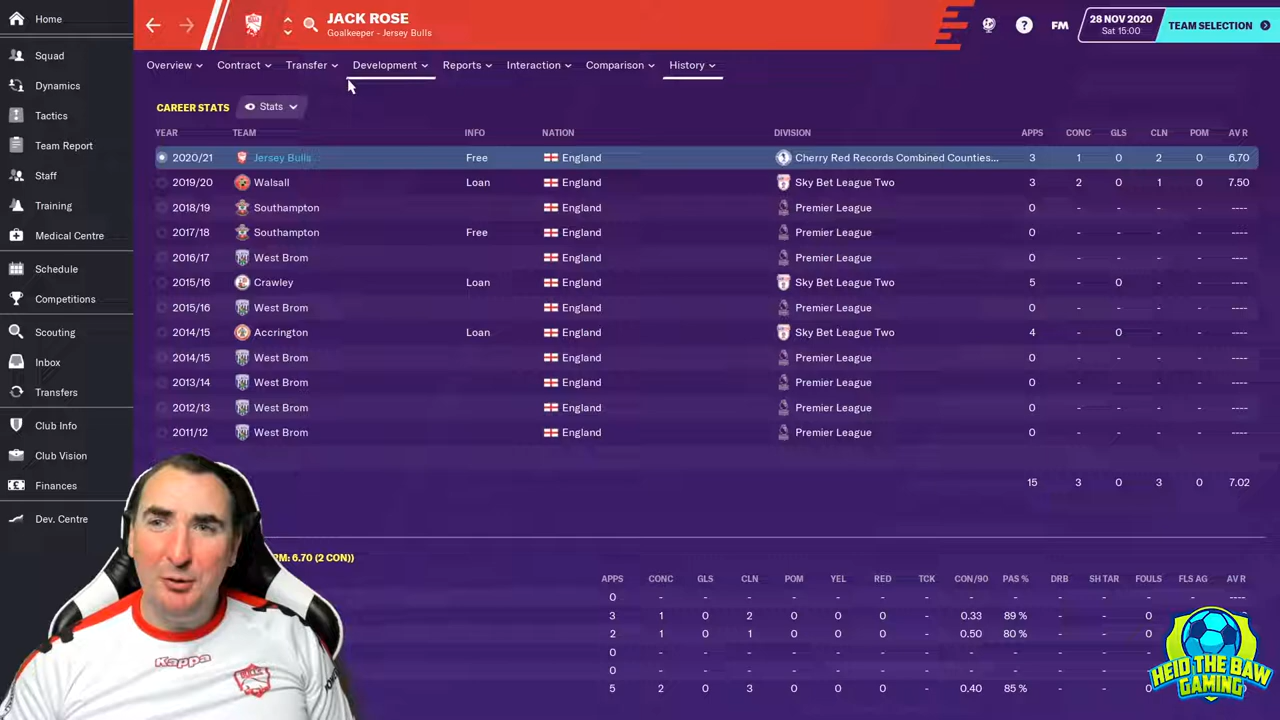 Home
JACK ROSE
Goalkeeper - Jersey Bulls
FM
28 NOV 2020
Sat 15:00
TEAM SELECTION
Squad
Dynamics
Tactics
Team Report
Staff
Training
Medical Centre
Schedule
Competitions
Scouting
Inbox
Transfers
Club Info
Club Vision
Finances
Dev. Centre
Overview Contract Transfer Development Reports Interaction Comparison History
CAREER STATS Stats
YEAR TEAM INFO NATION DIVISION APPS CONC GLS CLN POM AV R
2020/21 Jersey Bulls Free England Cherry Red Records Combined Counties... 3 1 0 2 0 6.70
2019/20 Walsall Loan England Sky Bet League Two 3 2 0 1 0 7.50
2018/19 Southampton England Premier League 0 - - - - ----
2017/18 Southampton Free England Premier League 0 - - - - ----
2016/17 West Brom England Premier League 0 - - - - ----
2015/16 Crawley Loan England Sky Bet League Two 5 - 0 - - ----
2015/16 West Brom England Premier League 0 - - - - ----
2014/15 Accrington Loan England Sky Bet League Two 4 - 0 - - ----
2014/15 West Brom England Premier League 0 - - - - ----
2013/14 West Brom England Premier League 0 - - - - ----
2012/13 West Brom England Premier League 0 - - - - ----
2011/12 West Brom England Premier League 0 - - - - ----
15 3 0 3 0 7.02
6.70 (2 CON))
APPS CONC GLS CLN POM YEL RED TCK CON/90 PAS % DRB SH TAR FOULS FLS AG AV R
0 - - - - - - - - - - - - - ----
3 1 0 2 0 0 0 - 0.33 89 % - - 0 -
2 1 0 1 0 0 0 - 0.50 80 % - - 0
0 - - - - - - - - - - - -
0 - - - - - - - - - - - -
5 2 0 3 0 0 0 - 0.40 85 % - - 0
Kappa
HEID THE BAW
GAMING